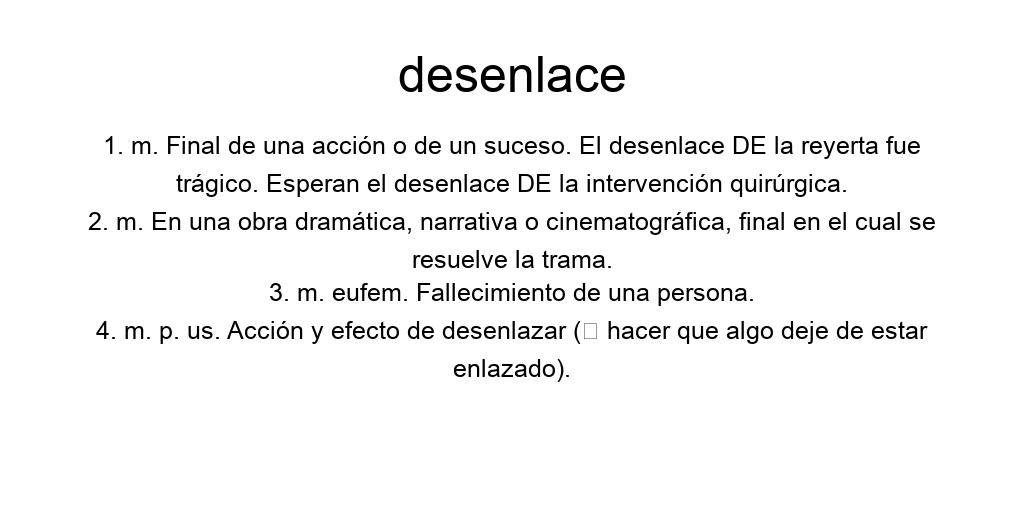 desenlace
1. m. Final de una acción o de un suceso. El desenlace DE la reyerta fue
trágico. Esperan el desenlace DE la intervención quirúrgica.
2. m. En una obra dramática, narrativa o cinematográfica, final en el cual se
resuelve la trama.
3. m. eufem. Fallecimiento de una persona.
4. m. p. us. Acción y efecto de desenlazar (▯ hacer que algo deje de estar
enlazado).